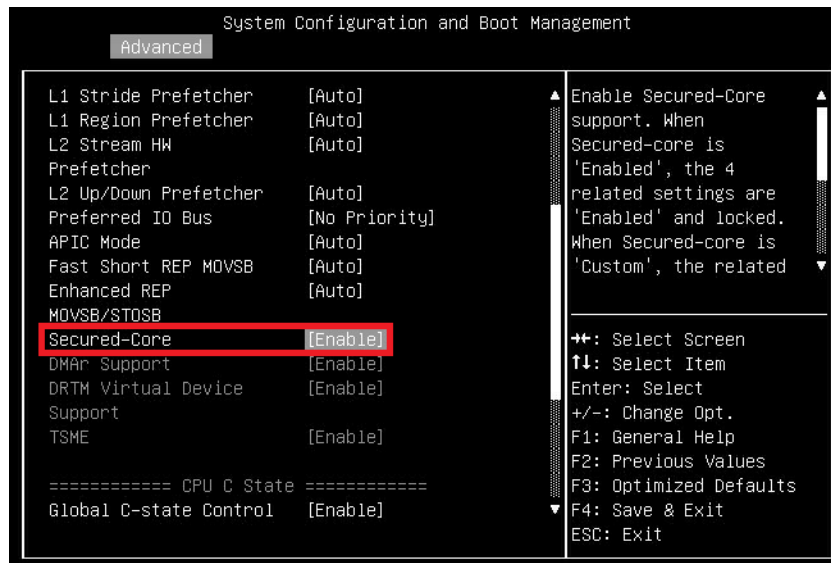 System Configuration and Boot Management
Advanced
L1 Stride Prefetcher [Auto]
L1 Region Prefetcher [Auto]
L2 Stream HW [Auto]
Prefetcher
L2 Up/Down Prefetcher [Auto]
Preferred IO Bus [No Priority]
APIC Mode [Auto]
Fast Short REP MOVSB [Auto]
Enhanced REP [Auto]
MOVSB/STOSB
Secured-Core [Enable]
DMAr Support [Enable]
DRTM Virtual Device [Enable]
Support
TSME [Enable]
============ CPU C State ============
Global C-state Control [Enable]
Enable Secured-Core
support. When
Secured-core is
'Enabled', the 4
related settings are
'Enabled' and locked.
When Secured-core is
'Custom', the related
→←: Select Screen
↑↓: Select Item
Enter: Select
+/-: Change Opt.
F1: General Help
F2: Previous Values
F3: Optimized Defaults
F4: Save & Exit
ESC: Exit